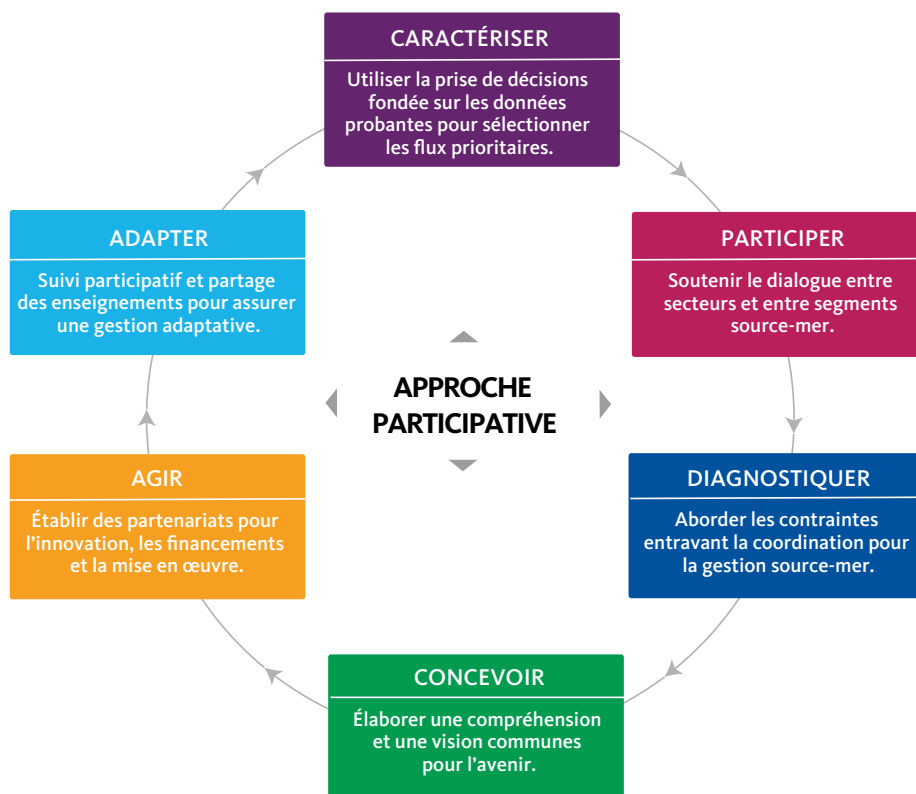 CARACTÉRISER
Utiliser la prise de décisions
fondée sur les données
probantes pour sélectionner
les flux prioritaires.
PARTICIPER
Soutenir le dialogue entre
secteurs et entre segments
source-mer.
DIAGNOSTIQUER
Aborder les contraintes
entravant la coordination pour
la gestion source-mer.
CONCEVOIR
Élaborer une compréhension
et une vision communes
pour l’avenir.
AGIR
Établir des partenariats pour
l’innovation, les financements
et la mise en œuvre.
ADAPTER
Suivi participatif et partage
des enseignements pour assurer
une gestion adaptative.
APPROCHE
PARTICIPATIVE